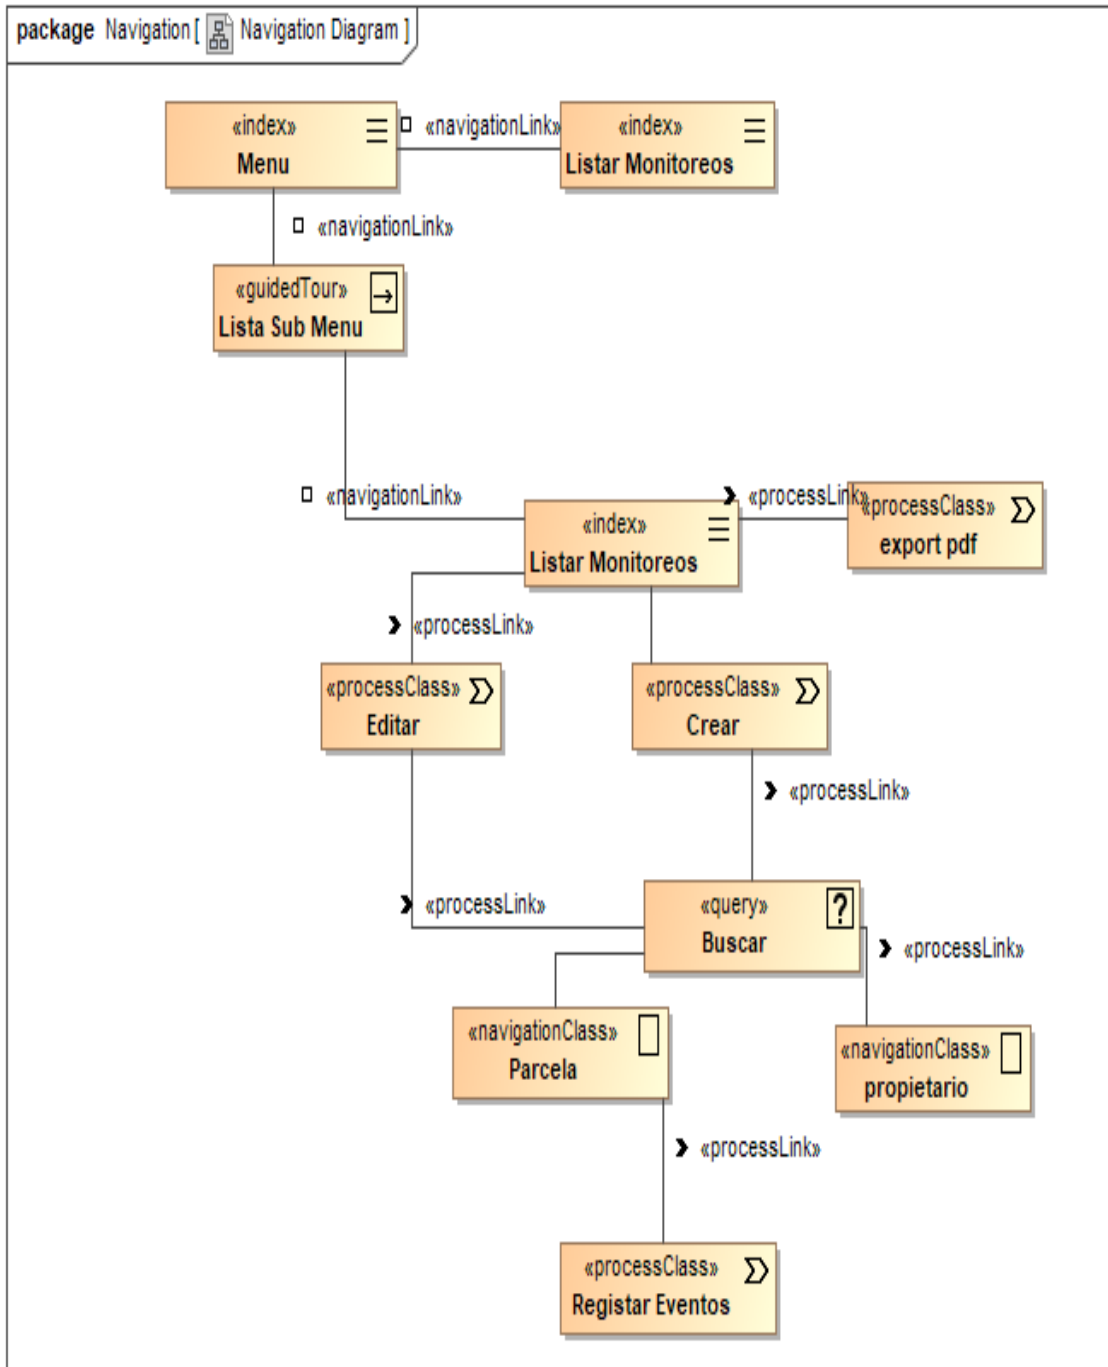 package Navigation [ Navigation Diagram ]
«index»
Menu
«navigationLink»
«index»
Listar Monitoreos
«navigationLink»
«guidedTour»
Lista Sub Menu
«navigationLink»
«index»
Listar Monitoreos
«processLink»
«processClass»
export pdf
«processLink»
«processClass»
Editar
«processClass»
Crear
«processLink»
«processLink»
«query»
Buscar
«processLink»
«navigationClass»
Parcela
«navigationClass»
propietario
«processLink»
«processClass»
Registar Eventos